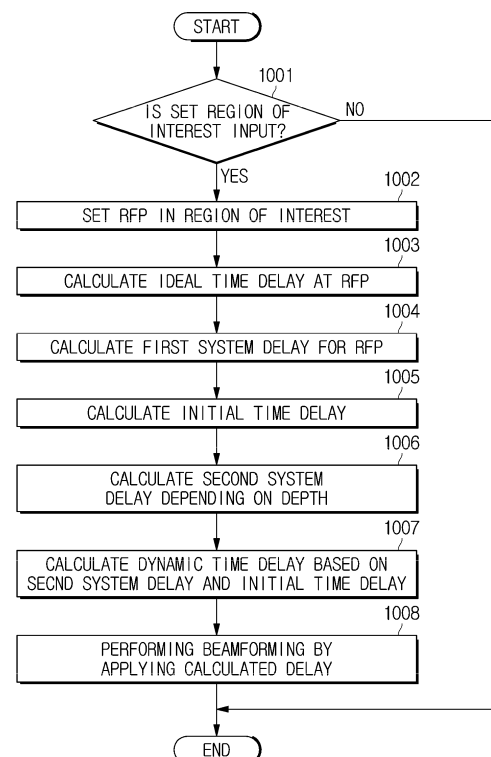 START
1001
IS SET REGION OF
INTEREST INPUT?
NO
YES
1002
SET RFP IN REGION OF INTEREST
1003
CALCULATE IDEAL TIME DELAY AT RFP
1004
CALCULATE FIRST SYSTEM DELAY FOR RFP
1005
CALCULATE INITIAL TIME DELAY
1006
CALCULATE SECOND SYSTEM
DELAY DEPENDING ON DEPTH
1007
CALCULATE DYNAMIC TIME DELAY BASED ON
SECND SYSTEM DELAY AND INITIAL TIME DELAY
1008
PERFORMING BEAMFORMING BY
APPLYING CALCULATED DELAY
END